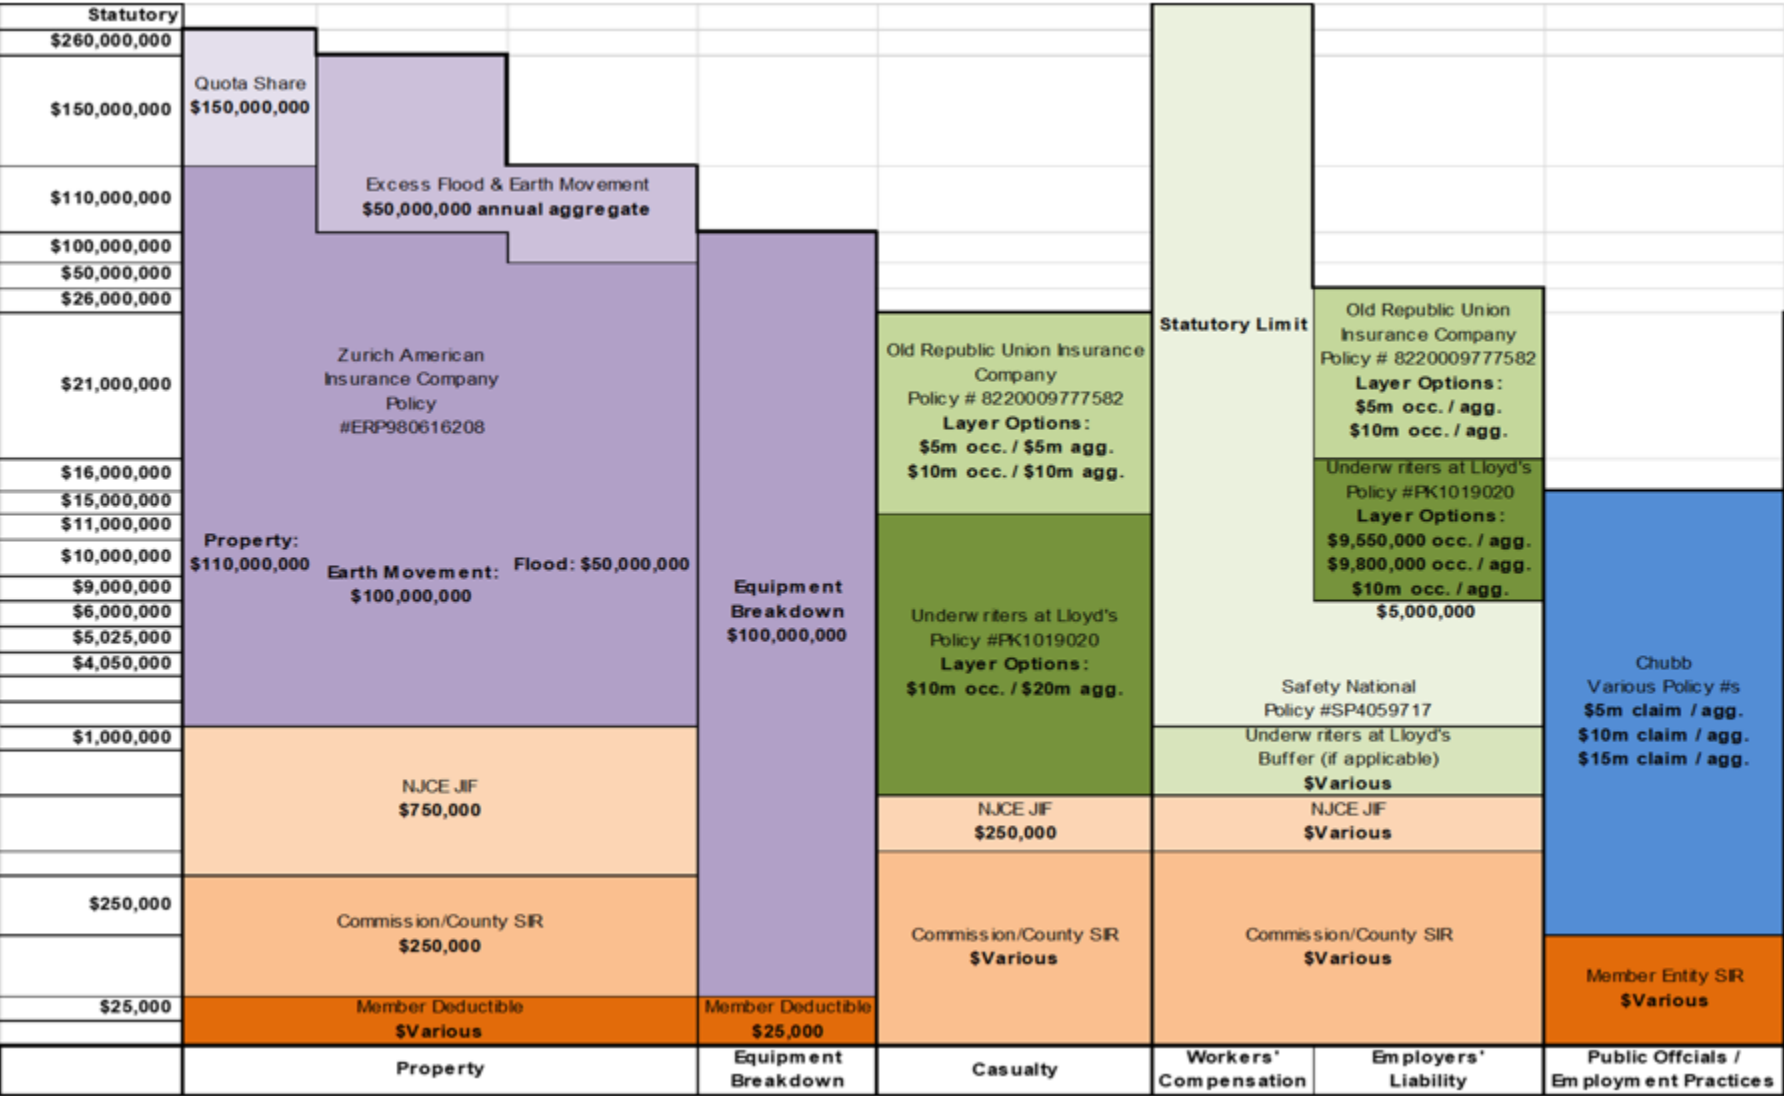 Statutory
$260,000,000
$150,000,000
$110,000,000
$100,000,000
$50,000,000
$26,000,000
$21,000,000
$16,000,000
$15,000,000
$11,000,000
$10,000,000
$9,000,000
$6,000,000
$5,025,000
$4,050,000
$1,000,000
$250,000
$25,000
Quota Share
$150,000,000
Excess Flood & Earth Movement
$50,000,000 annual aggregate
Zurich American
Insurance Company
Policy
#ERP980616208
Property:
$110,000,000
Earth Movement:
$100,000,000
Flood: $50,000,000
NJCE JIF
$750,000
Commission/County SIR
$250,000
Member Deductible
$Various
Property
Equipment
Breakdown
$100,000,000
Member Deductible
$25,000
Equipment
Breakdown
Old Republic Union Insurance
Company
Policy # 8220009777582
Layer Options:
$5m occ. / $5m agg.
$10m occ. / $10m agg.
Underwriters at Lloyd's
Policy #PK1019020
Layer Options:
$10m occ. / $20m agg.
NJCE JIF
$250,000
Commission/County SIR
$Various
Casualty
Statutory Limit
Old Republic Union
Insurance Company
Policy # 8220009777582
Layer Options:
$5m occ. / agg.
$10m occ. / agg.
Underwriters at Lloyd's
Policy #PK1019020
Layer Options:
$9,550,000 occ. / agg.
$9,800,000 occ. / agg.
$10m occ. / agg.
$5,000,000
Safety National
Policy #SP4059717
Underwriters at Lloyd's
Buffer (if applicable)
$Various
NJCE JIF
$Various
Commission/County SIR
$Various
Workers'
Compensation
Employers'
Liability
Chubb
Various Policy #s
$5m claim / agg.
$10m claim / agg.
$15m claim / agg.
Member Entity SIR
$Various
Public Offcials /
Employment Practices